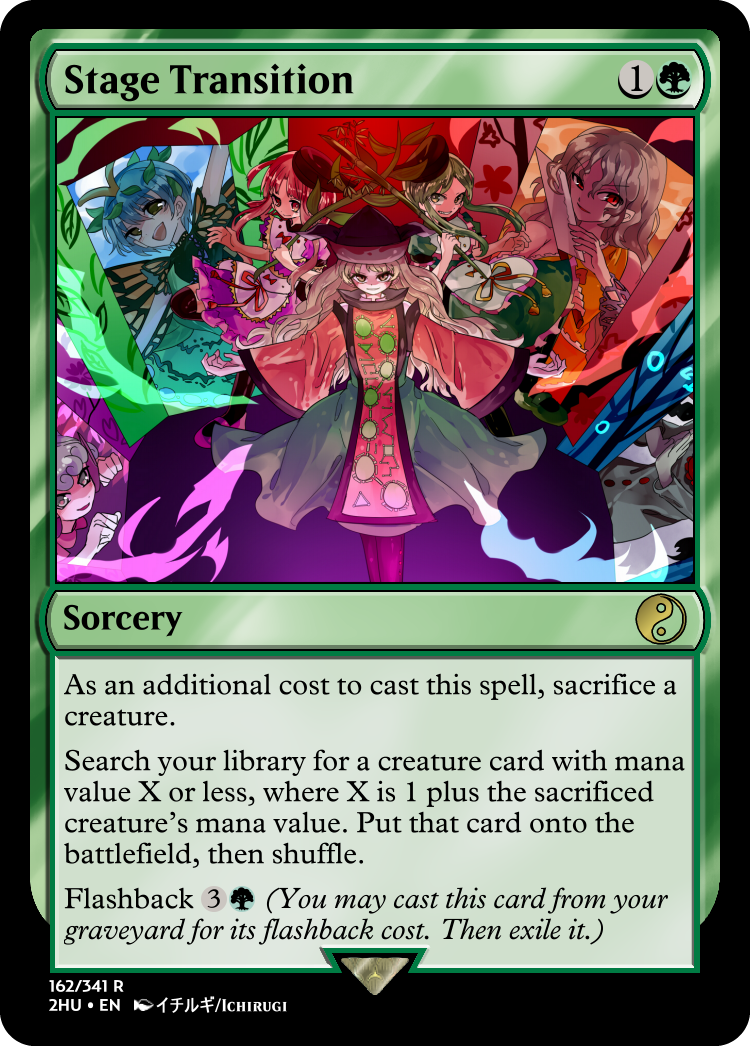 Stage Transition 1
Sorcery
As an additional cost to cast this spell, sacrifice a
creature.
Search your library for a creature card with mana
value X or less, where X is 1 plus the sacrificed
creature’s mana value. Put that card onto the
battlefield, then shuffle.
Flashback 3 (You may cast this card from your
graveyard for its flashback cost. Then exile it.)
162/341 R
2HU • EN イチルギ/Ichirugi